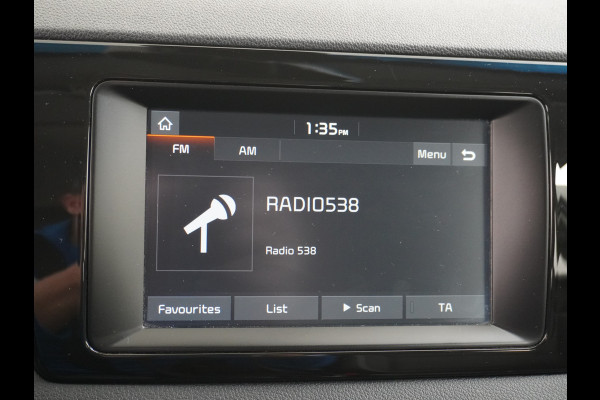 1:35PM
FM AM Menu
RADIO538
Radio 538
Favourites List Scan TA